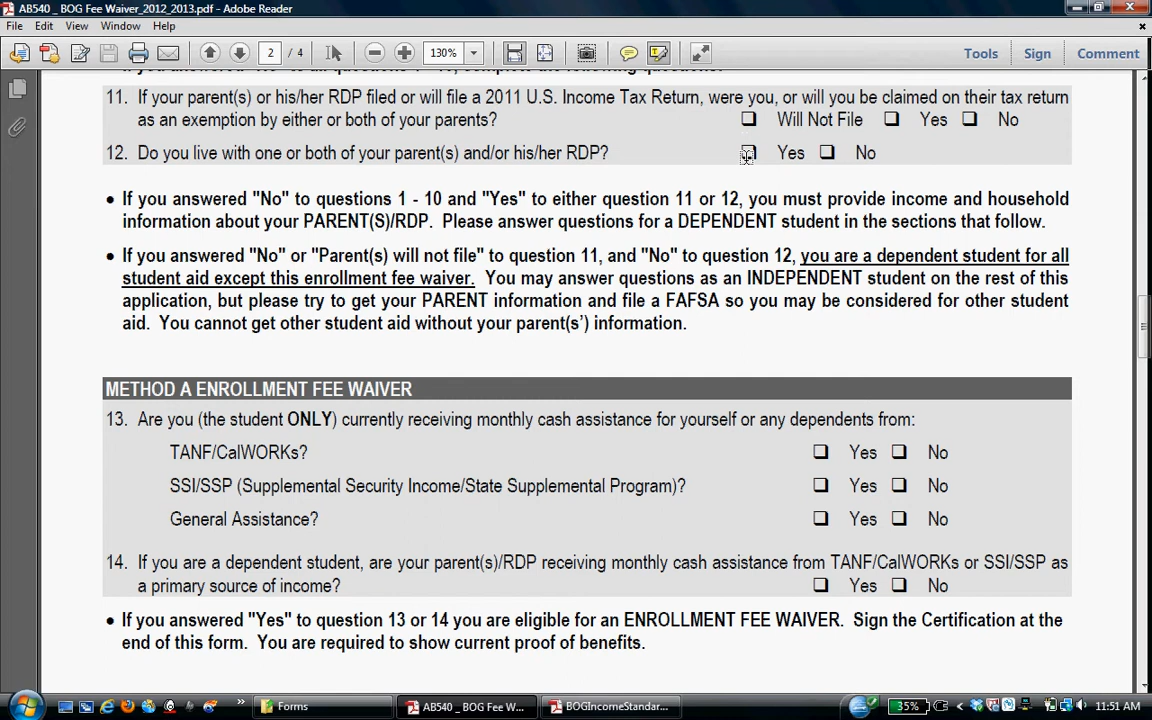 AB540 _ BOG Fee Waiver_2012_2013.pdf - Adobe Reader
File Edit View Window Help
2 / 4 130% Tools Sign Comment
11. If your parent(s) or his/her RDP filed or will file a 2011 U.S. Income Tax Return, were you, or will you be claimed on their tax return
as an exemption by either or both of your parents? ❑ Will Not File ❑ Yes ❑ No
12. Do you live with one or both of your parent(s) and/or his/her RDP? ❑ Yes ❑ No
• If you answered "No" to questions 1 - 10 and "Yes" to either question 11 or 12, you must provide income and household
information about your PARENT(S)/RDP. Please answer questions for a DEPENDENT student in the sections that follow.
• If you answered "No" or "Parent(s) will not file" to question 11, and "No" to question 12, you are a dependent student for all
student aid except this enrollment fee waiver. You may answer questions as an INDEPENDENT student on the rest of this
application, but please try to get your PARENT information and file a FAFSA so you may be considered for other student
aid. You cannot get other student aid without your parent(s') information.
METHOD A ENROLLMENT FEE WAIVER
13. Are you (the student ONLY) currently receiving monthly cash assistance for yourself or any dependents from:
TANF/CalWORKs? ❑ Yes ❑ No
SSI/SSP (Supplemental Security Income/State Supplemental Program)? ❑ Yes ❑ No
General Assistance? ❑ Yes ❑ No
14. If you are a dependent student, are your parent(s)/RDP receiving monthly cash assistance from TANF/CalWORKs or SSI/SSP as
a primary source of income? ❑ Yes ❑ No
• If you answered "Yes" to question 13 or 14 you are eligible for an ENROLLMENT FEE WAIVER. Sign the Certification at the
end of this form. You are required to show current proof of benefits.
Forms AB540 _ BOG Fee W... BOGIncomeStandar... 35% 11:51 AM